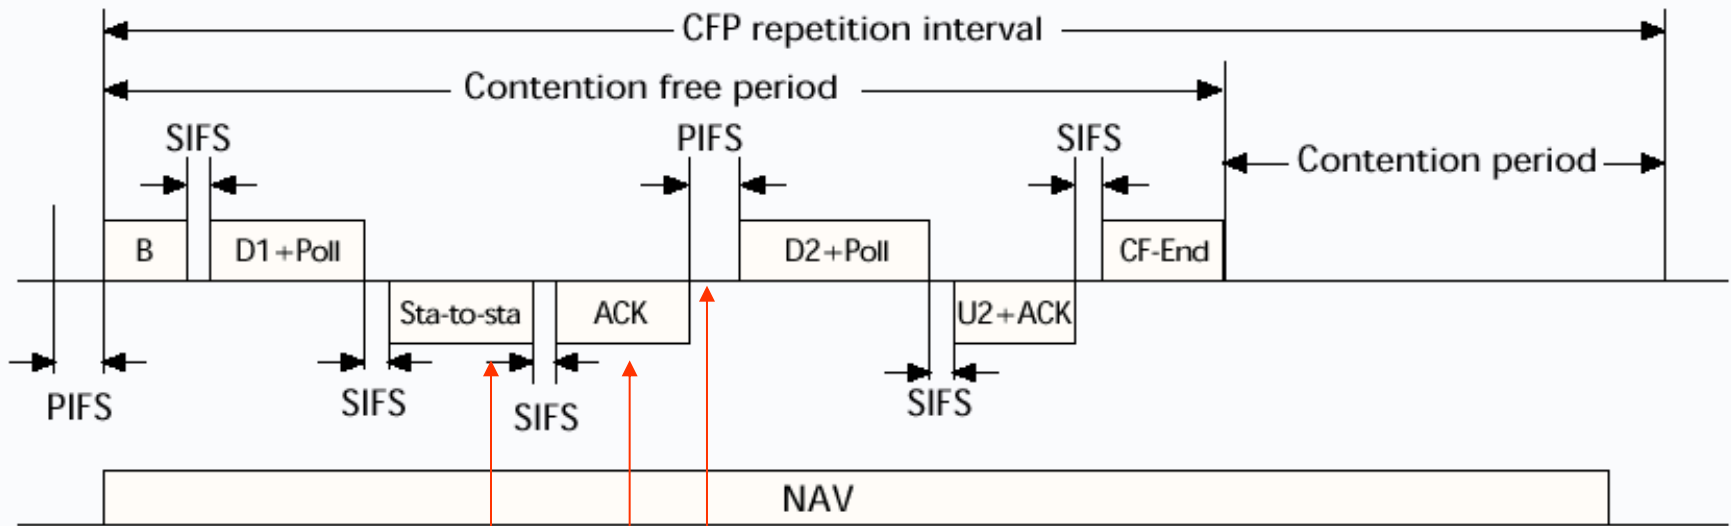 CFP repetition interval
Contention free period
SIFS
PIFS
SIFS
Contention period
B
D1+Poll
D2+Poll
CF-End
Sta-to-sta
ACK
U2+ACK
PIFS
SIFS
SIFS
SIFS
NAV